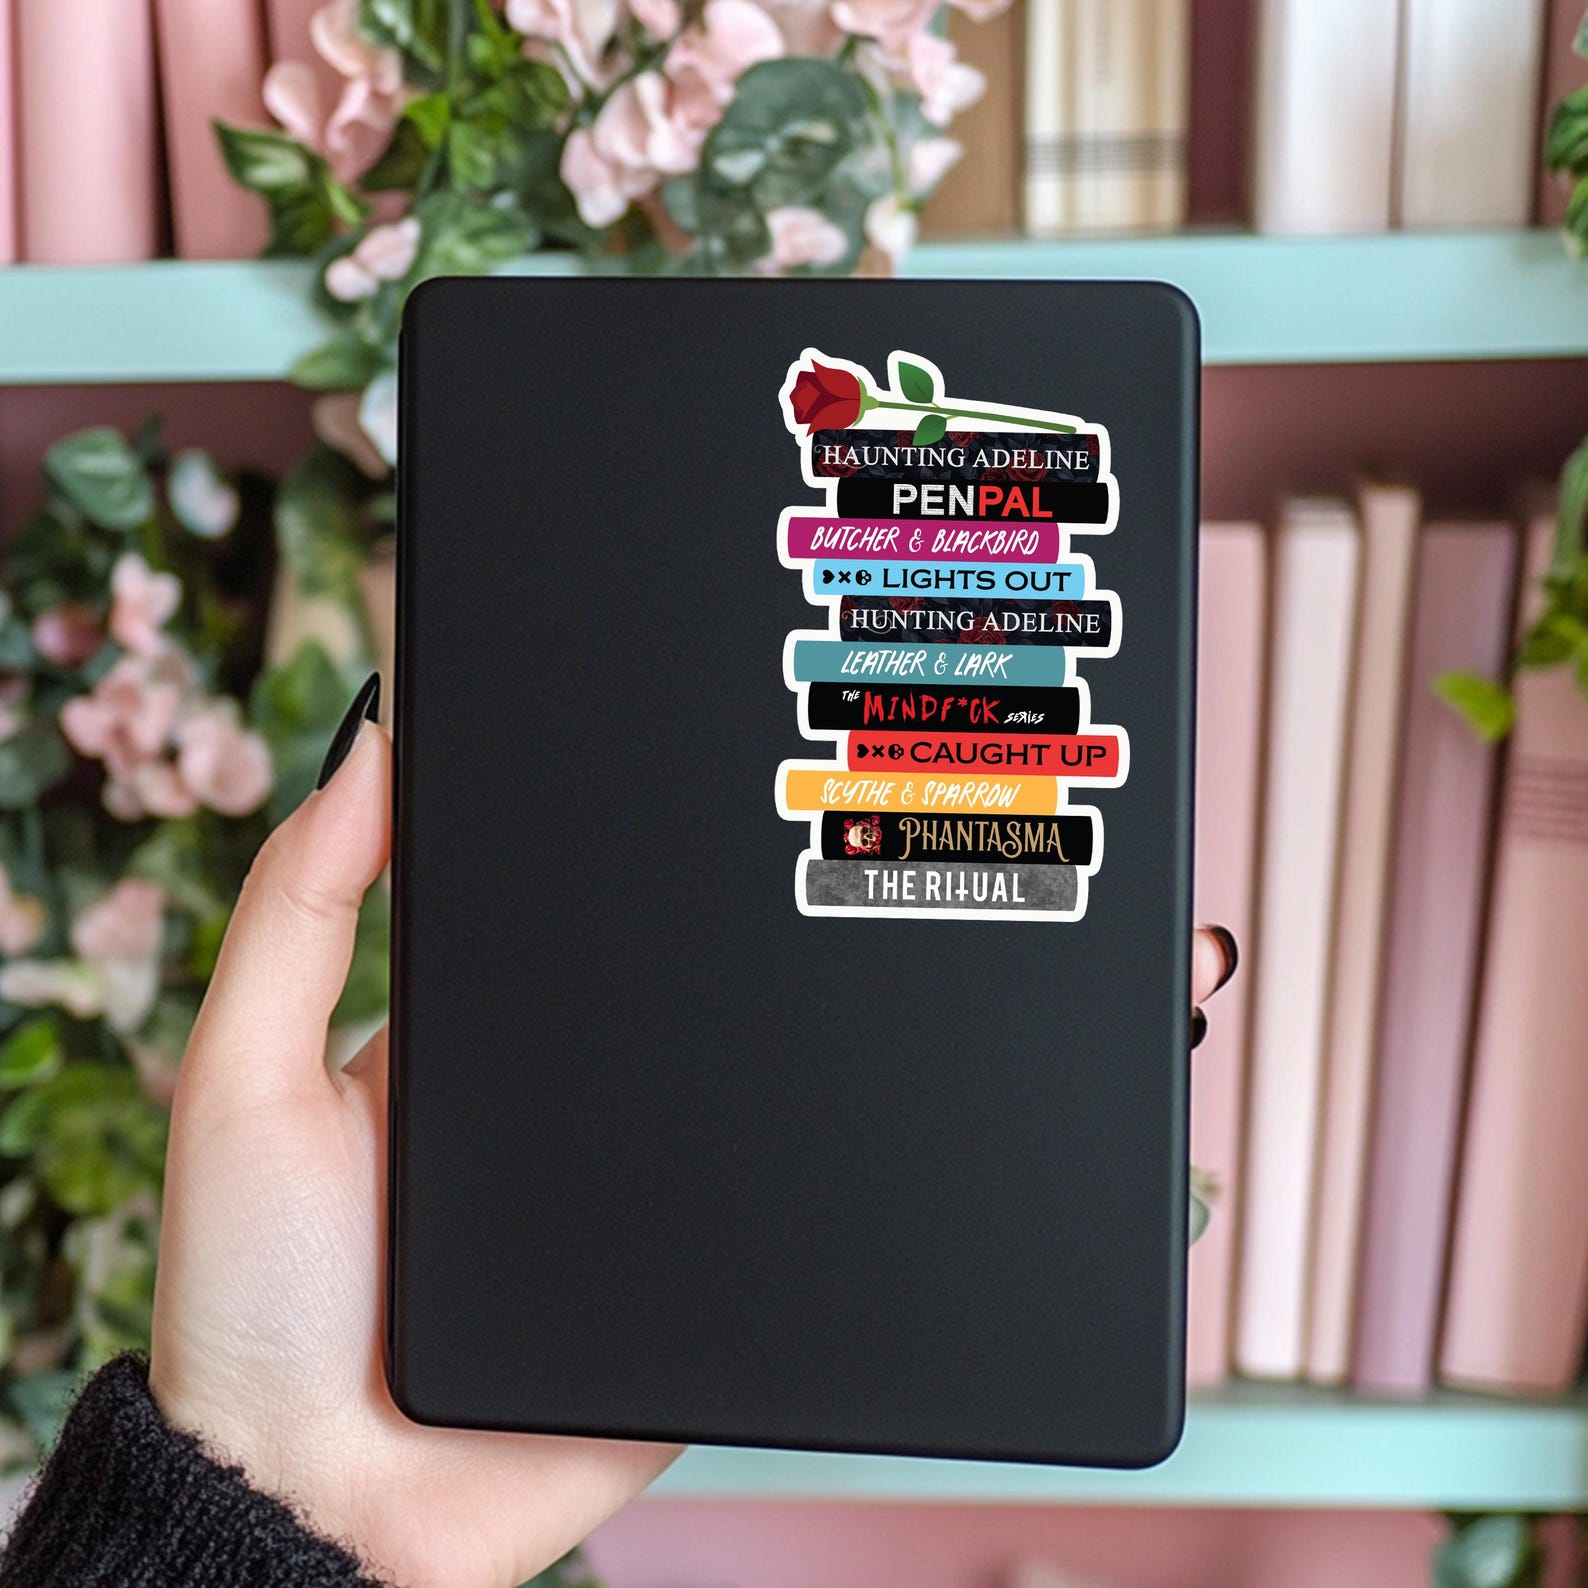 HAUNTING ADELINE
PENPAL
BUTCHER & BLACKBIRD
LIGHTS OUT
HUNTING ADELINE
LEATHER & LARK
THE MINDF*CK SERIES
CAUGHT UP
SCYTHE & SPARROW
PHANTASMA
THE RITUAL